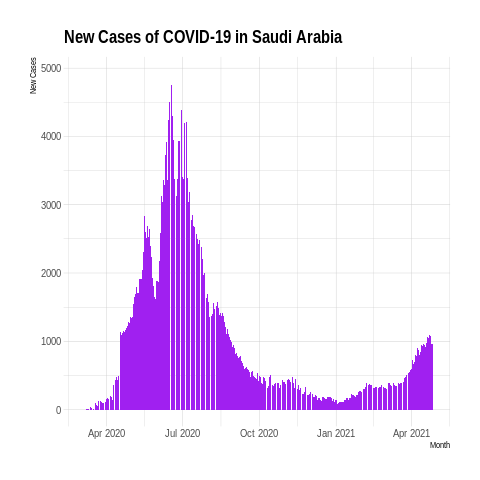 New Cases of COVID-19 in Saudi Arabia
New Cases
5000
4000
3000
2000
1000
0
Apr 2020 Jul 2020 Oct 2020 Jan 2021 Apr 2021
Month